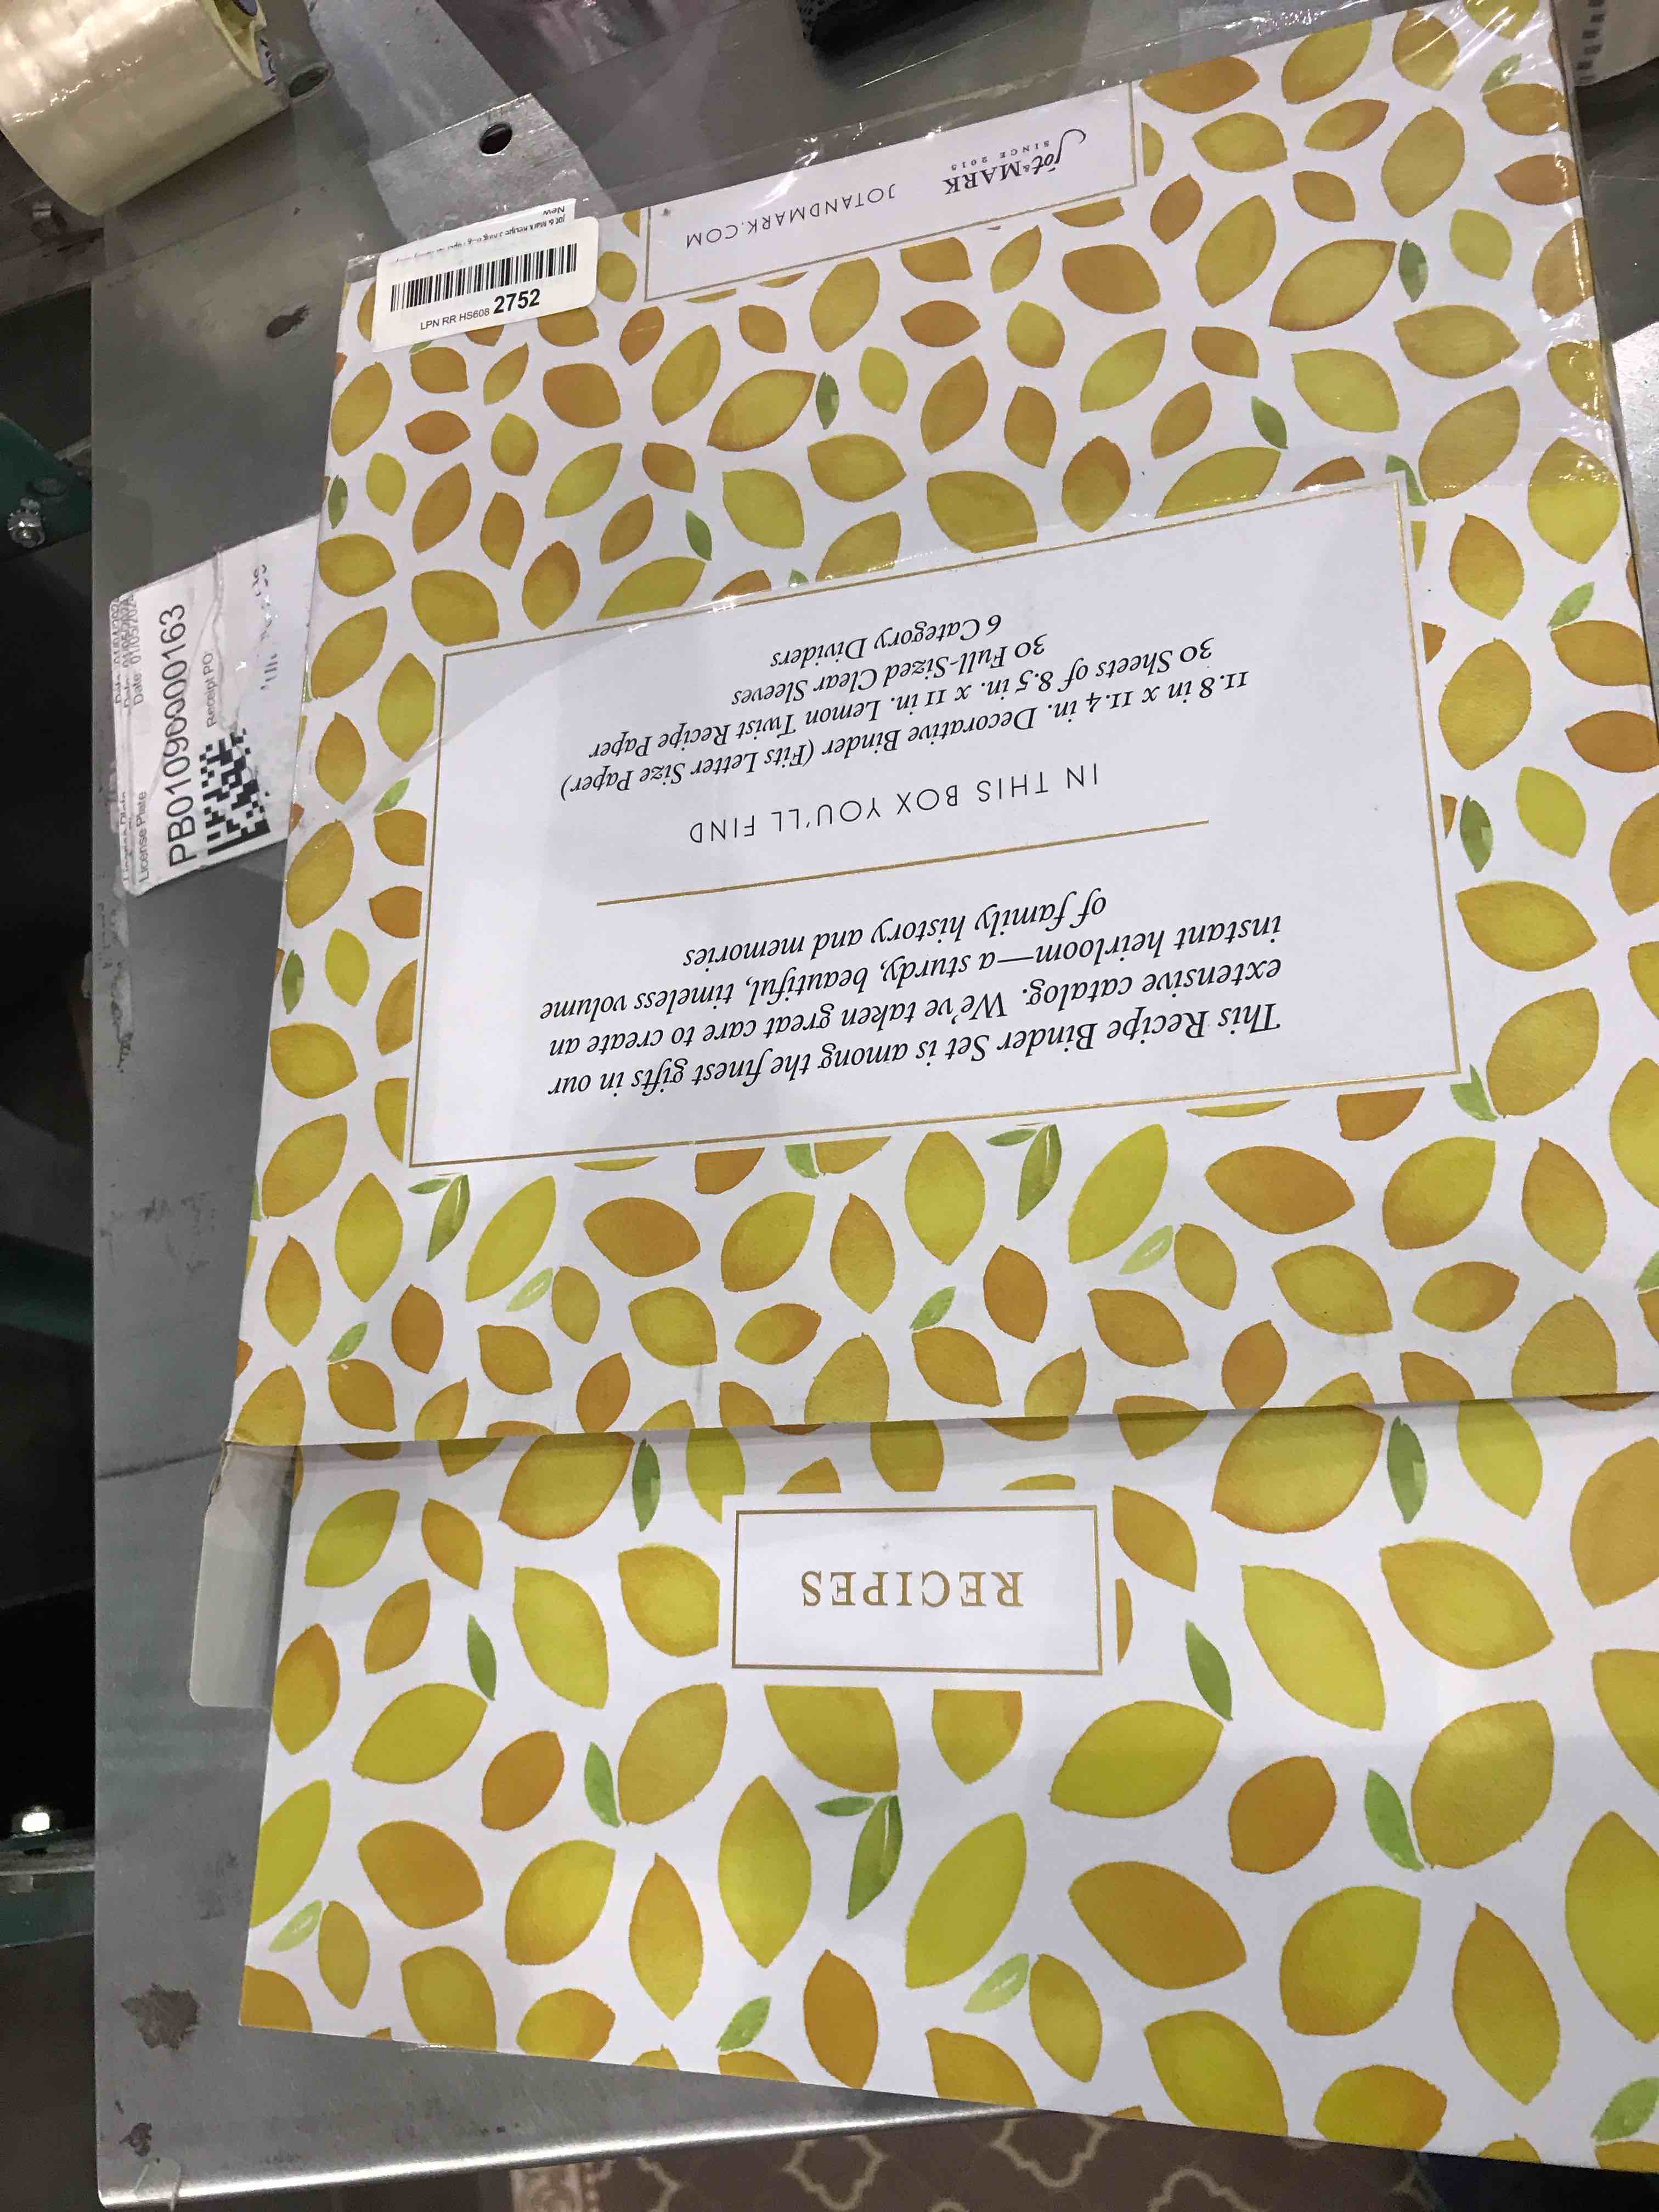 RECIPES
This Recipe Binder Set is among the finest gifts in our
extensive catalog. We've taken great care to create an
instant heirloom—a sturdy, beautiful, timeless volume
of family history and memories
IN THIS BOX YOU'LL FIND
11.8 in x 11.4 in. Decorative Binder (Fits Letter Size Paper)
30 Sheets of 8.5 in. x 11 in. Lemon Twist Recipe Paper
30 Full-Sized Clear Sleeves
6 Category Dividers
jot & MARK
SINCE 2015
JOTANDMARK.COM
LPN RR HS608 2752
New
License Plate
PB0109000000163
Receipt PO:
Date